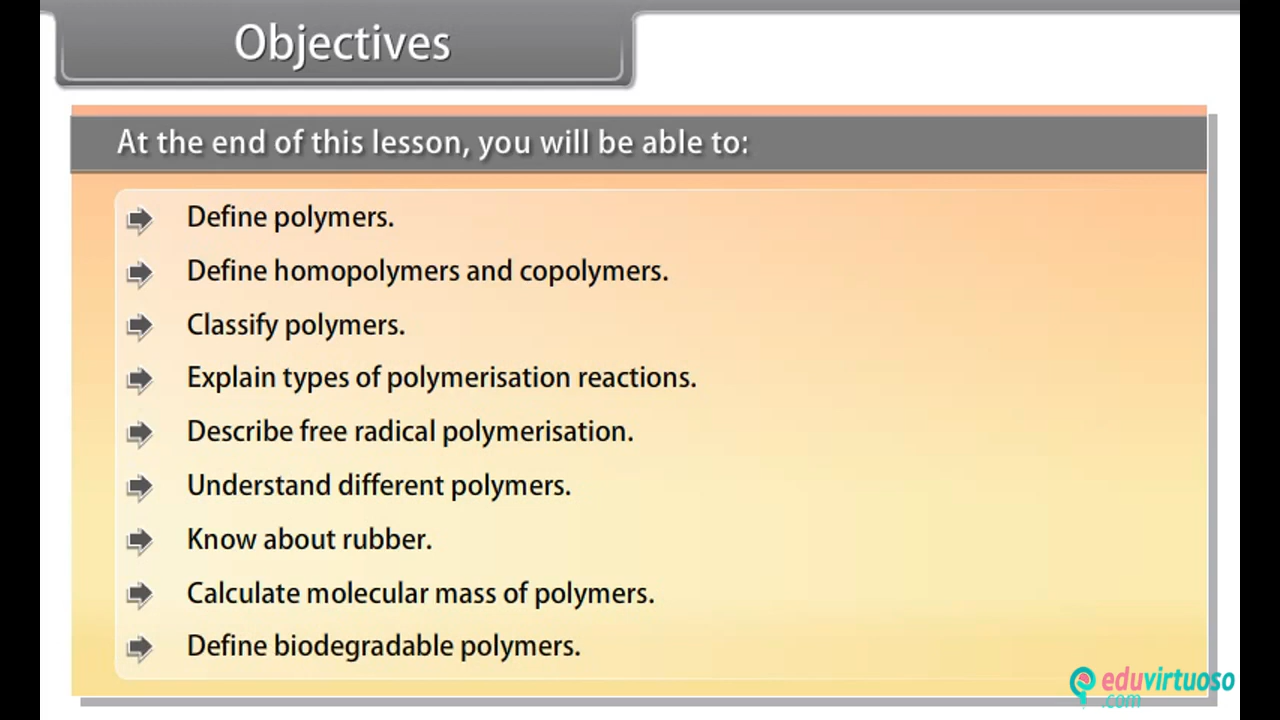 Objectives
At the end of this lesson, you will be able to:
Define polymers.
Define homopolymers and copolymers.
Classify polymers.
Explain types of polymerisation reactions.
Describe free radical polymerisation.
Understand different polymers.
Know about rubber.
Calculate molecular mass of polymers.
Define biodegradable polymers.
eduvirtuoso
.com